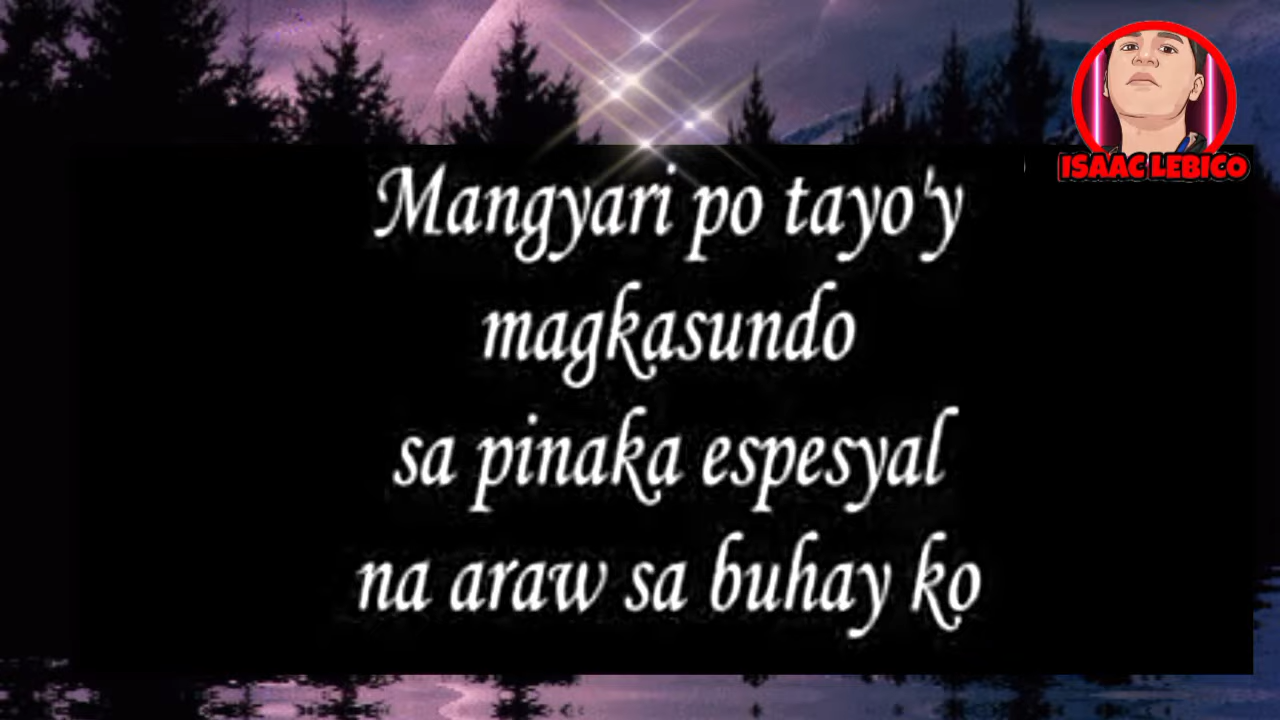 ISAAC LEBICO
Mangyari po tayo'y
magkasundo
sa pinaka espesyal
na araw sa buhay ko